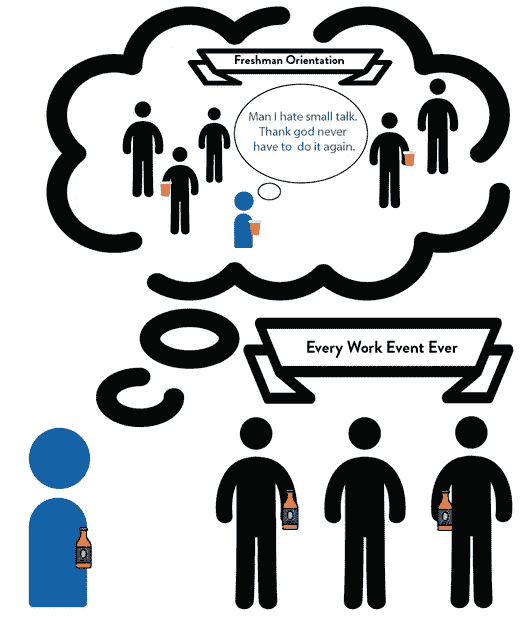 Freshman Orientation
Man I hate small talk.
Thank god never
have to do it again.
Every Work Event Ever